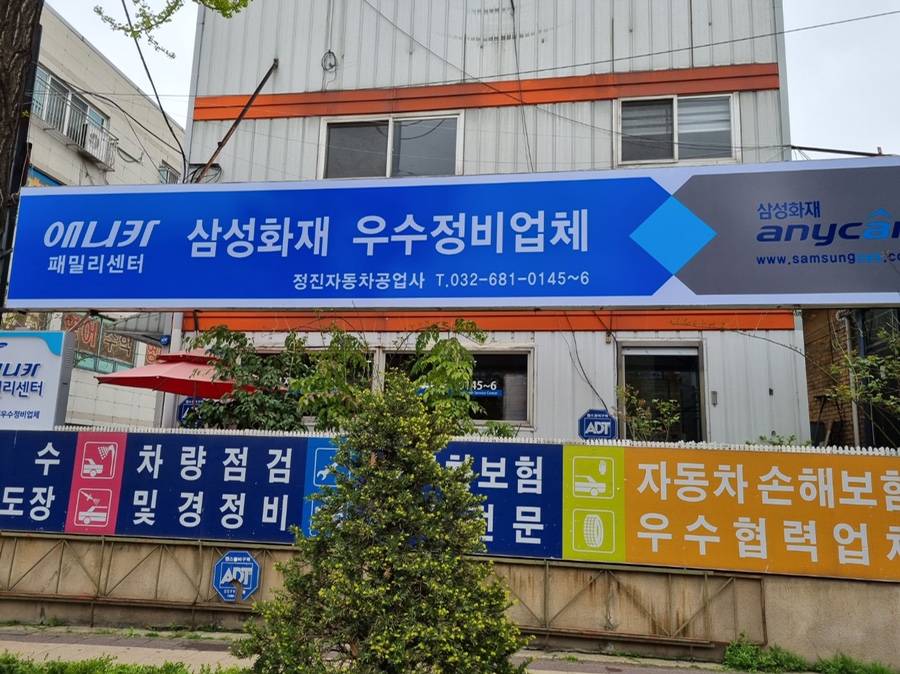 애니카
패밀리센터
삼성화재 우수정비업체
정진자동차공업사 T.032-681-0145~6
삼성화재
anycar
www.samsung
밀리센터
우수정비업체
45~6
ADT
수
도장
차량점검
및 경정비
보험
전문
자동차 손해보험
우수협력업체
ADT
CCTV